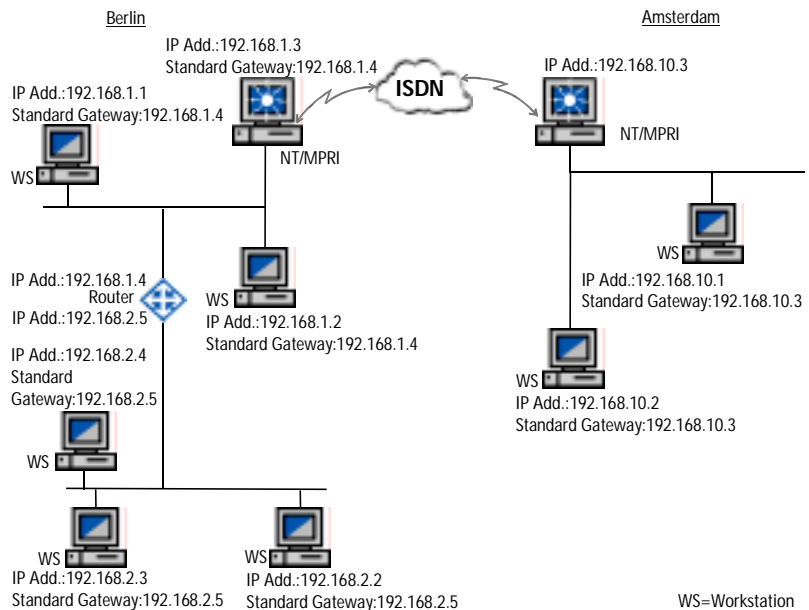 Berlin
Amsterdam
IP Add.:192.168.1.3
Standard Gateway:192.168.1.4
ISDN
IP Add.:192.168.10.3
IP Add.:192.168.1.1
Standard Gateway:192.168.1.4
NT/MPRI
NT/MPRI
WS
WS
IP Add.:192.168.10.1
Standard Gateway:192.168.10.3
IP Add.:192.168.1.4
Router
IP Add.:192.168.2.5
WS
IP Add.:192.168.1.2
Standard Gateway:192.168.1.4
IP Add.:192.168.2.4
Standard
Gateway:192.168.2.5
WS
IP Add.:192.168.10.2
Standard Gateway:192.168.10.3
WS
WS
IP Add.:192.168.2.3
Standard Gateway:192.168.2.5
WS
IP Add.:192.168.2.2
Standard Gateway:192.168.2.5
WS=Workstation